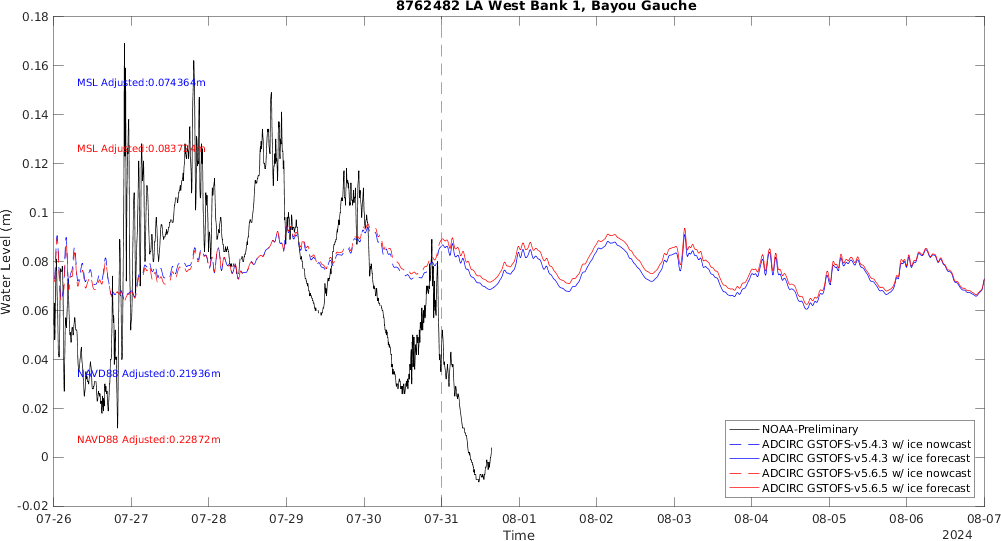 8762482 LA West Bank 1, Bayou Gauche
Water Level (m)
0.18
0.16
0.14
0.12
0.1
0.08
0.06
0.04
0.02
0
-0.02
MSL Adjusted:0.074364m
MSL
NAVD88 Adjusted:0.21936m
NAVD88 Adjusted:0.22872m
NOAA-Preliminary
ADCIRC GSTOFS-v5.4.3 w/ ice nowcast
ADCIRC GSTOFS-v5.4.3 w/ ice forecast
ADCIRC GSTOFS-v5.6.5 w/ ice nowcast
ADCIRC GSTOFS-v5.6.5 w/ ice forecast
07-26 07-27 07-28 07-29 07-30 07-31 08-01 08-02 08-03 08-04 08-05 08-06 08-07
Time
2024